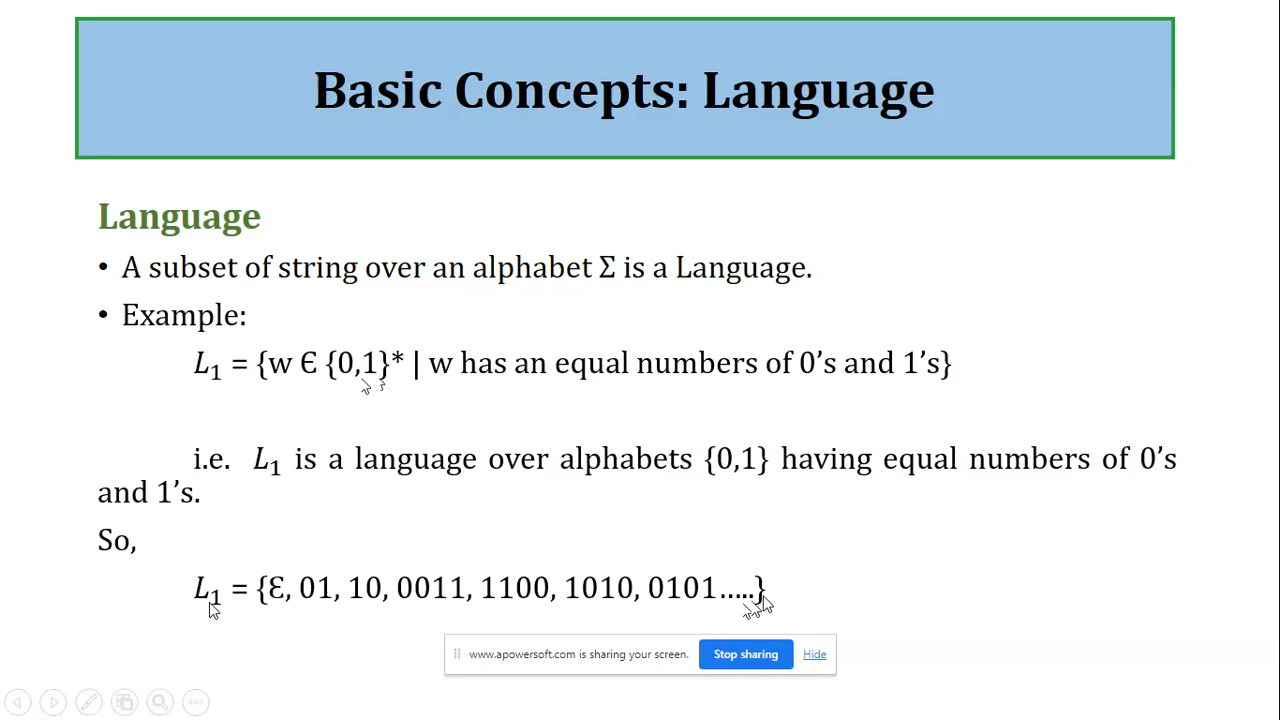 Basic Concepts: Language
Language
• A subset of string over an alphabet Σ is a Language.
• Example:
L₁ = {w Є {0,1}* | w has an equal numbers of 0’s and 1’s}
i.e. L₁ is a language over alphabets {0,1} having equal numbers of 0’s
and 1’s.
So,
L₁ = {Ɛ, 01, 10, 0011, 1100, 1010, 0101…..}
www.apowersoft.com is sharing your screen. Stop sharing Hide